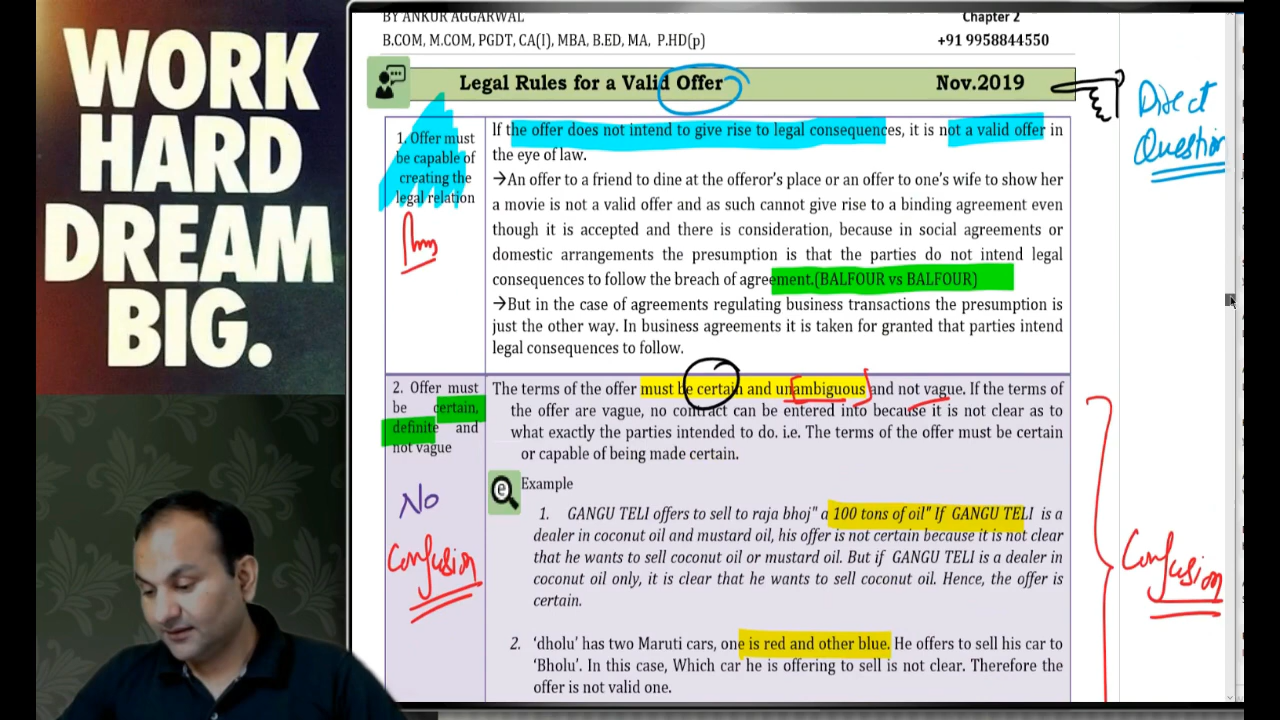 WORK
HARD
DREAM
BIG.
BY ANKUR AGGARWAL
Chapter 2
B.COM, M.COM, PGDT, CA(I), MBA, B.ED, MA, P.HD(p)
+91 9958844550
Legal Rules for a Valid Offer
Nov.2019
Direct
Question
1. Offer must
be capable of
creating the
legal relation
If the offer does not intend to give rise to legal consequences, it is not a valid offer in
the eye of law.
→An offer to a friend to dine at the offeror's place or an offer to one's wife to show her
a movie is not a valid offer and as such cannot give rise to a binding agreement even
though it is accepted and there is consideration, because in social agreements or
domestic arrangements the presumption is that the parties do not intend legal
consequences to follow the breach of agreement.(BALFOUR vs BALFOUR)
→But in the case of agreements regulating business transactions the presumption is
just the other way. In business agreements it is taken for granted that parties intend
legal consequences to follow.
2. Offer must
be certain,
definite and
not vague
No
Confusion
The terms of the offer must be certain and unambiguous and not vague. If the terms of
the offer are vague, no contract can be entered into because it is not clear as to
what exactly the parties intended to do. i.e. The terms of the offer must be certain
or capable of being made certain.
e
Example
1. GANGU TELI offers to sell to raja bhoj" a 100 tons of oil" If GANGU TELI is a
dealer in coconut oil and mustard oil, his offer is not certain because it is not clear
that he wants to sell coconut oil or mustard oil. But if GANGU TELI is a dealer in
coconut oil only, it is clear that he wants to sell coconut oil. Hence, the offer is
certain.
2. 'dholu' has two Maruti cars, one is red and other blue. He offers to sell his car to
'Bholu'. In this case, Which car he is offering to sell is not clear. Therefore the
offer is not valid one.
Confusion